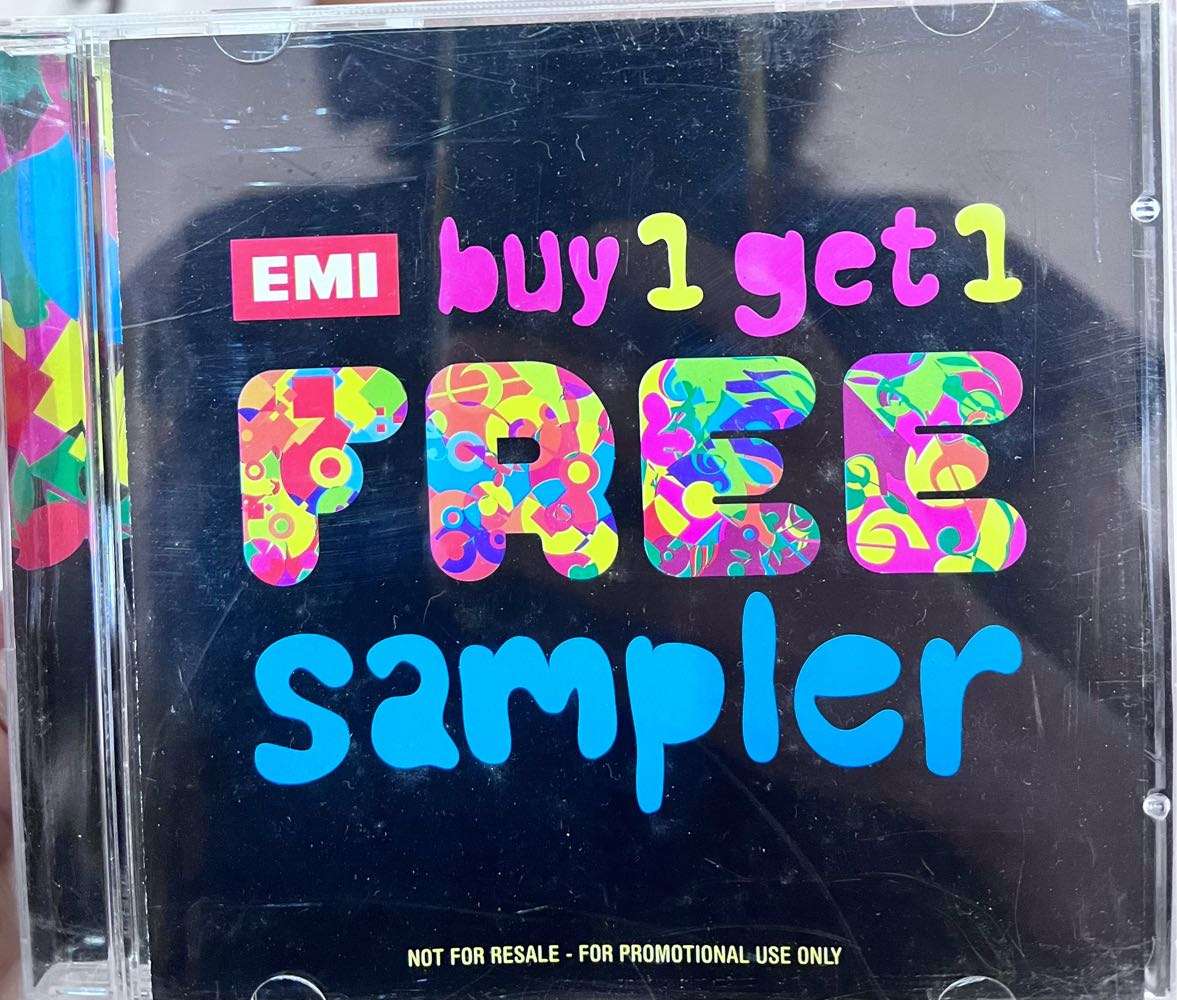 EMI buy 1 get 1
FREE
sampler
NOT FOR RESALE - FOR PROMOTIONAL USE ONLY